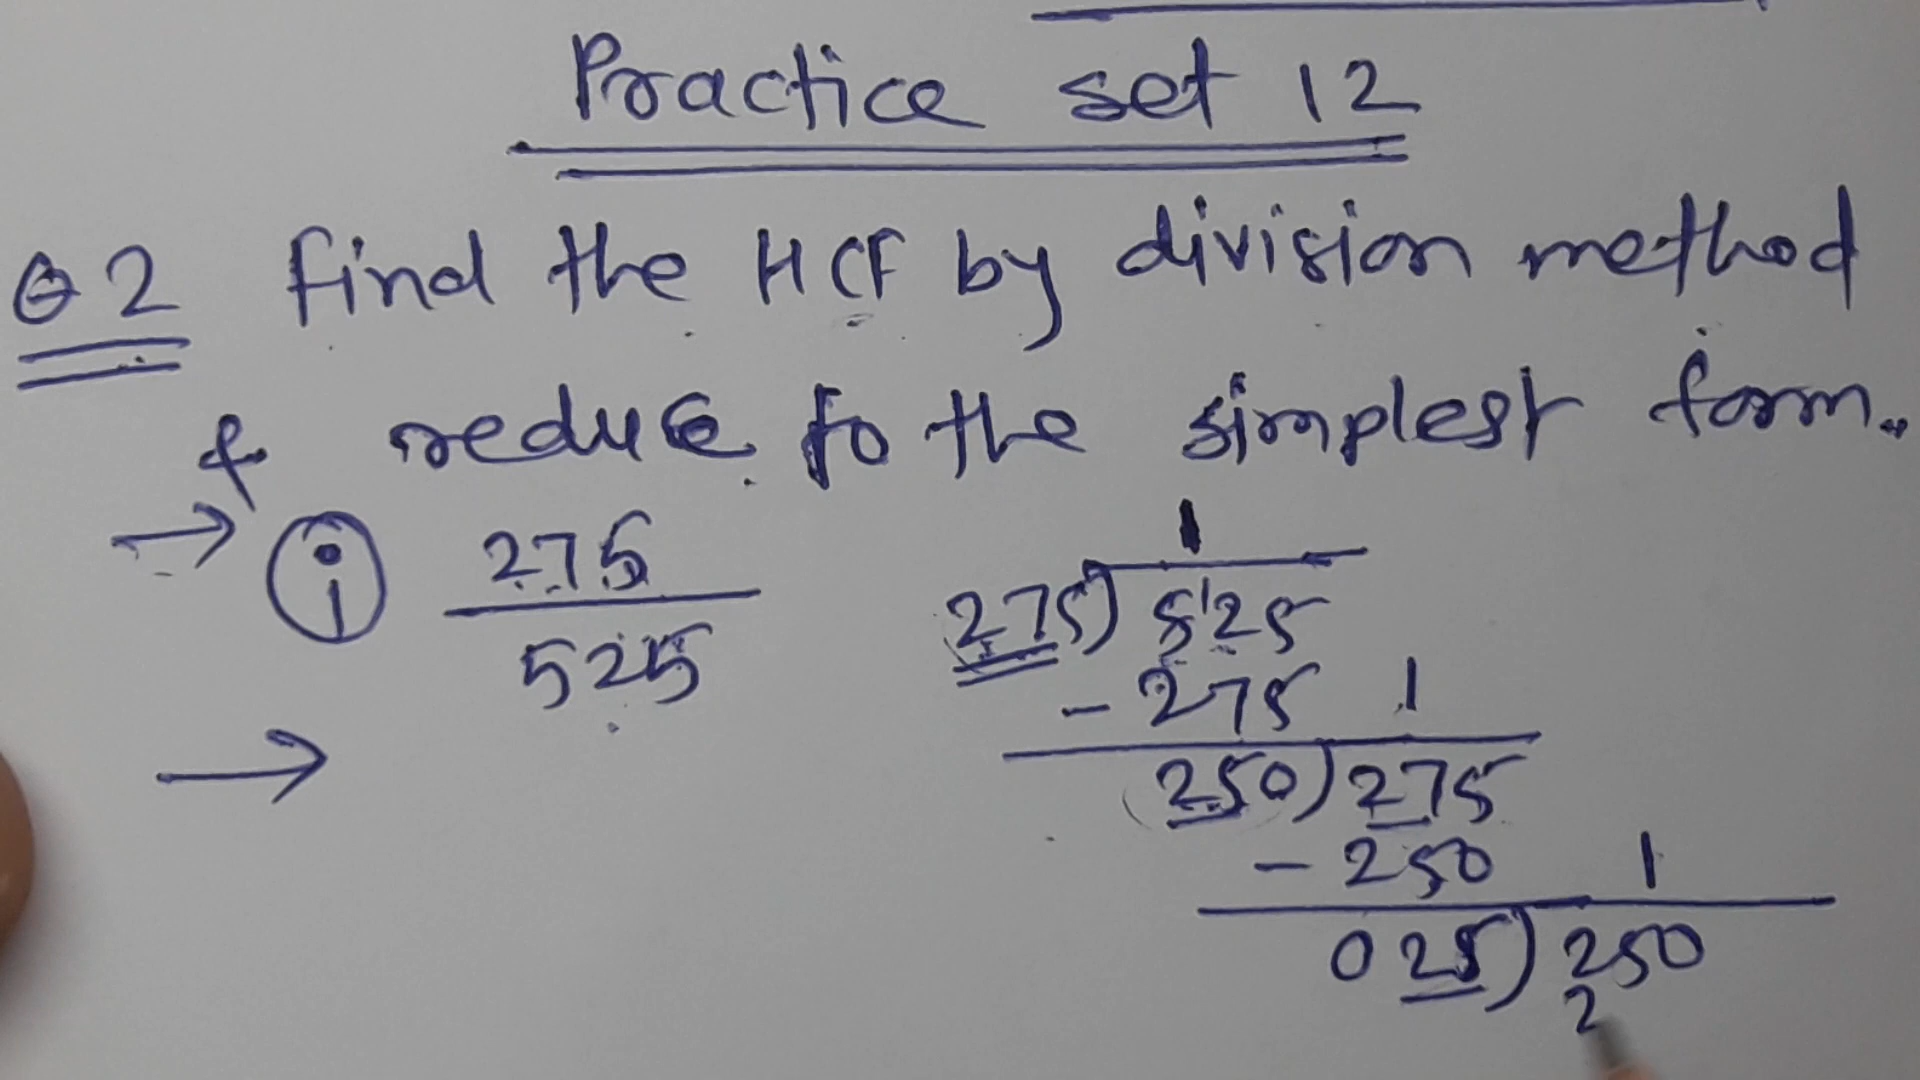 Practice set 12
Q2 Find the HCF by division method
& reduce to the simplest form.
→ (i) 275
525
→
1
275) 525
- 275 1
250) 275
- 250 1
025) 250
2